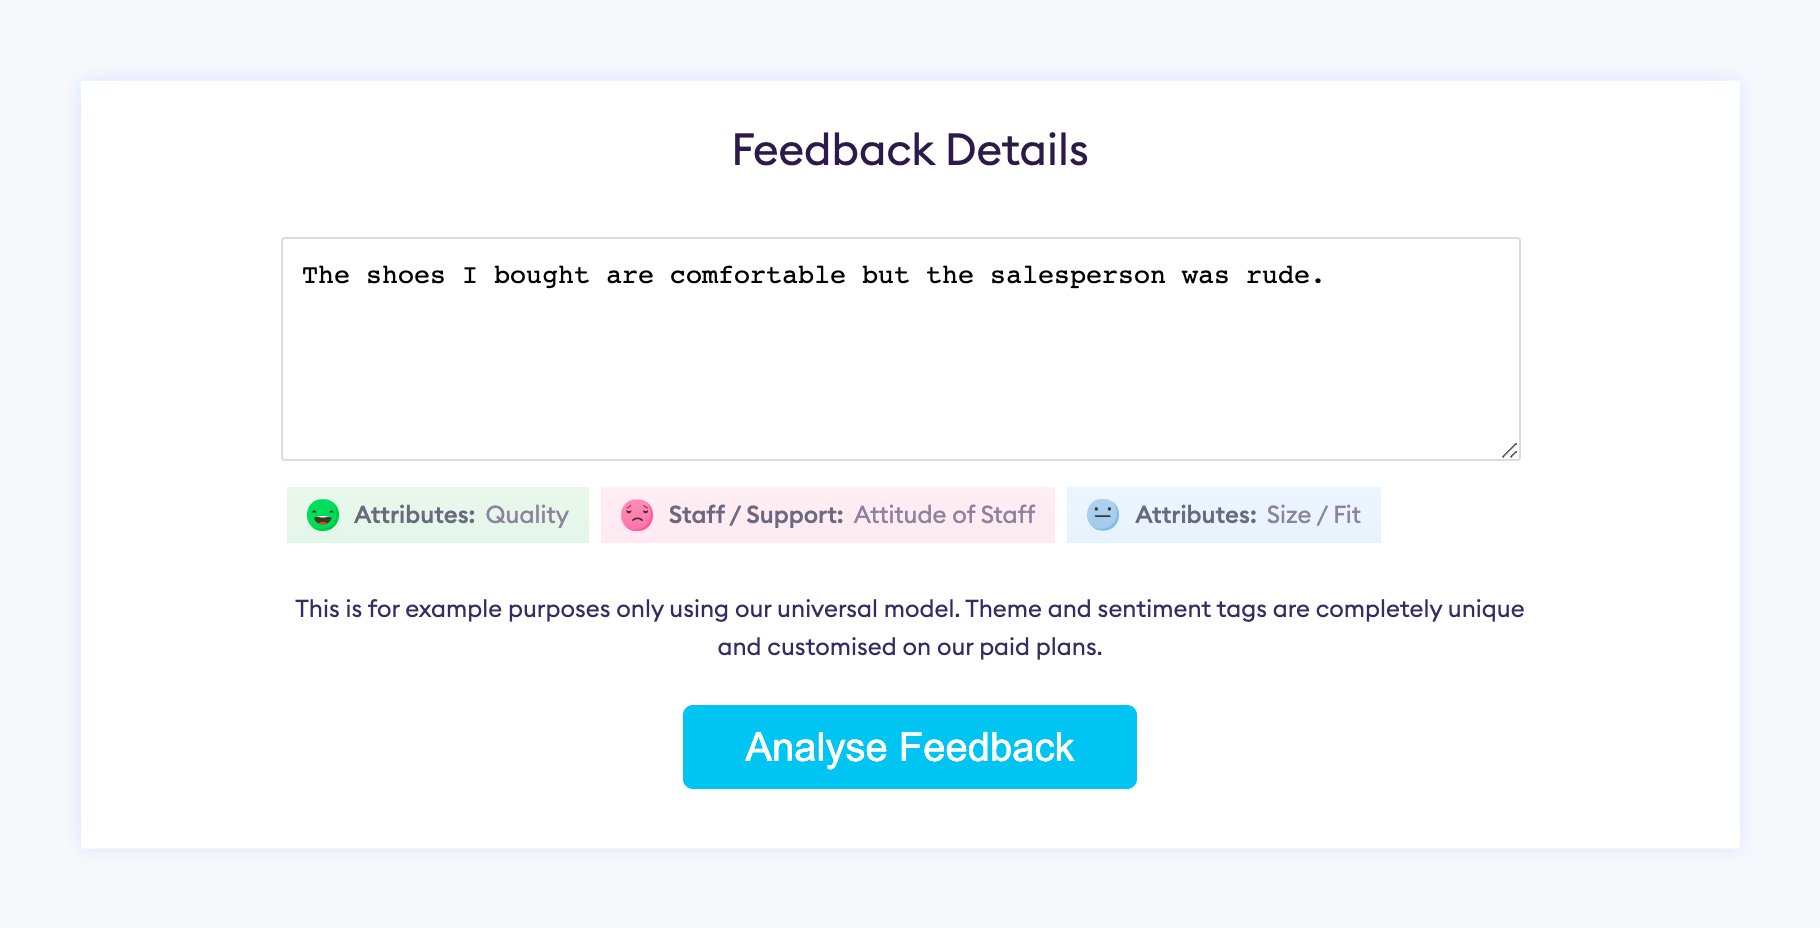 Feedback Details
The shoes I bought are comfortable but the salesperson was rude.
Attributes: Quality Staff / Support: Attitude of Staff Attributes: Size / Fit
This is for example purposes only using our universal model. Theme and sentiment tags are completely unique
and customised on our paid plans.
Analyse Feedback